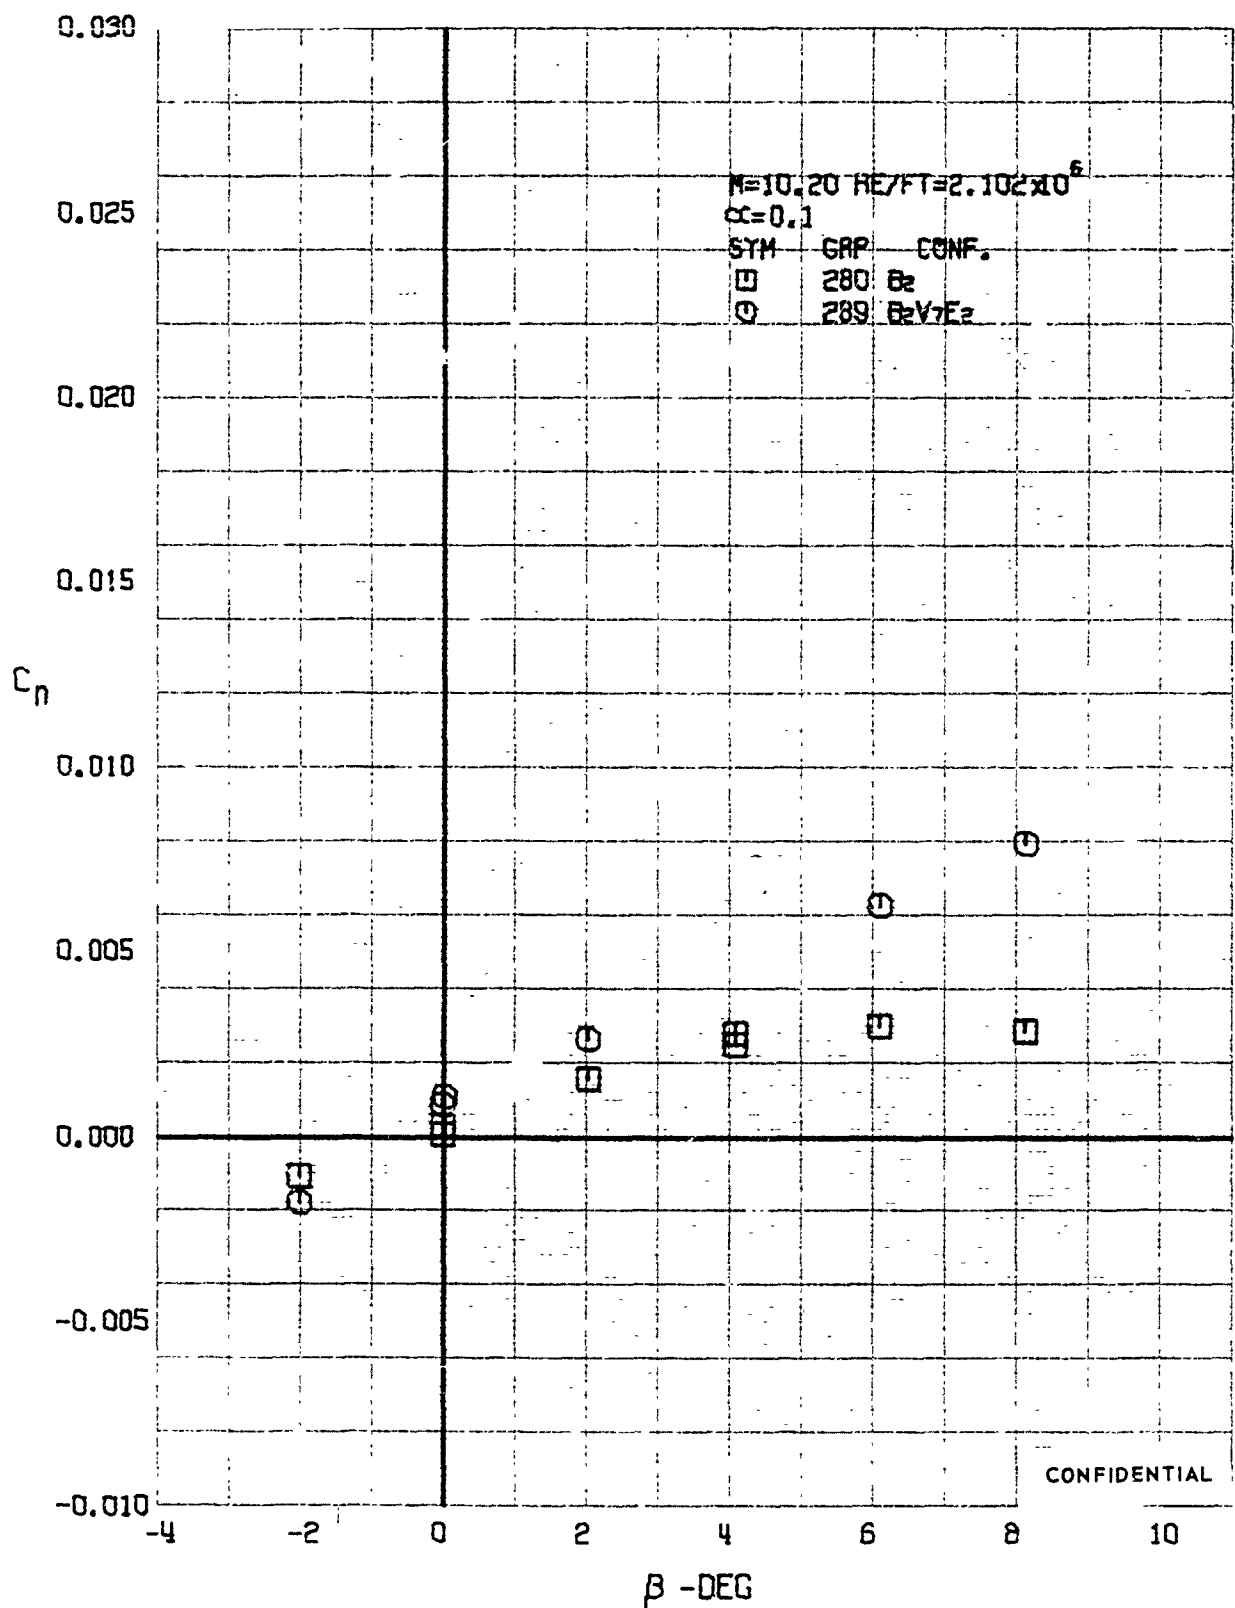 0.030
0.025
0.020
0.015
0.010
0.005
0.000
-0.005
-0.010
Cn
M=10.20 RE/FT=2.102x10⁶
α=0.1
SYM GRP CONF.
280 B₂
289 B₂V₇E₂
CONFIDENTIAL
-4 -2 0 2 4 6 8 10
β -DEG